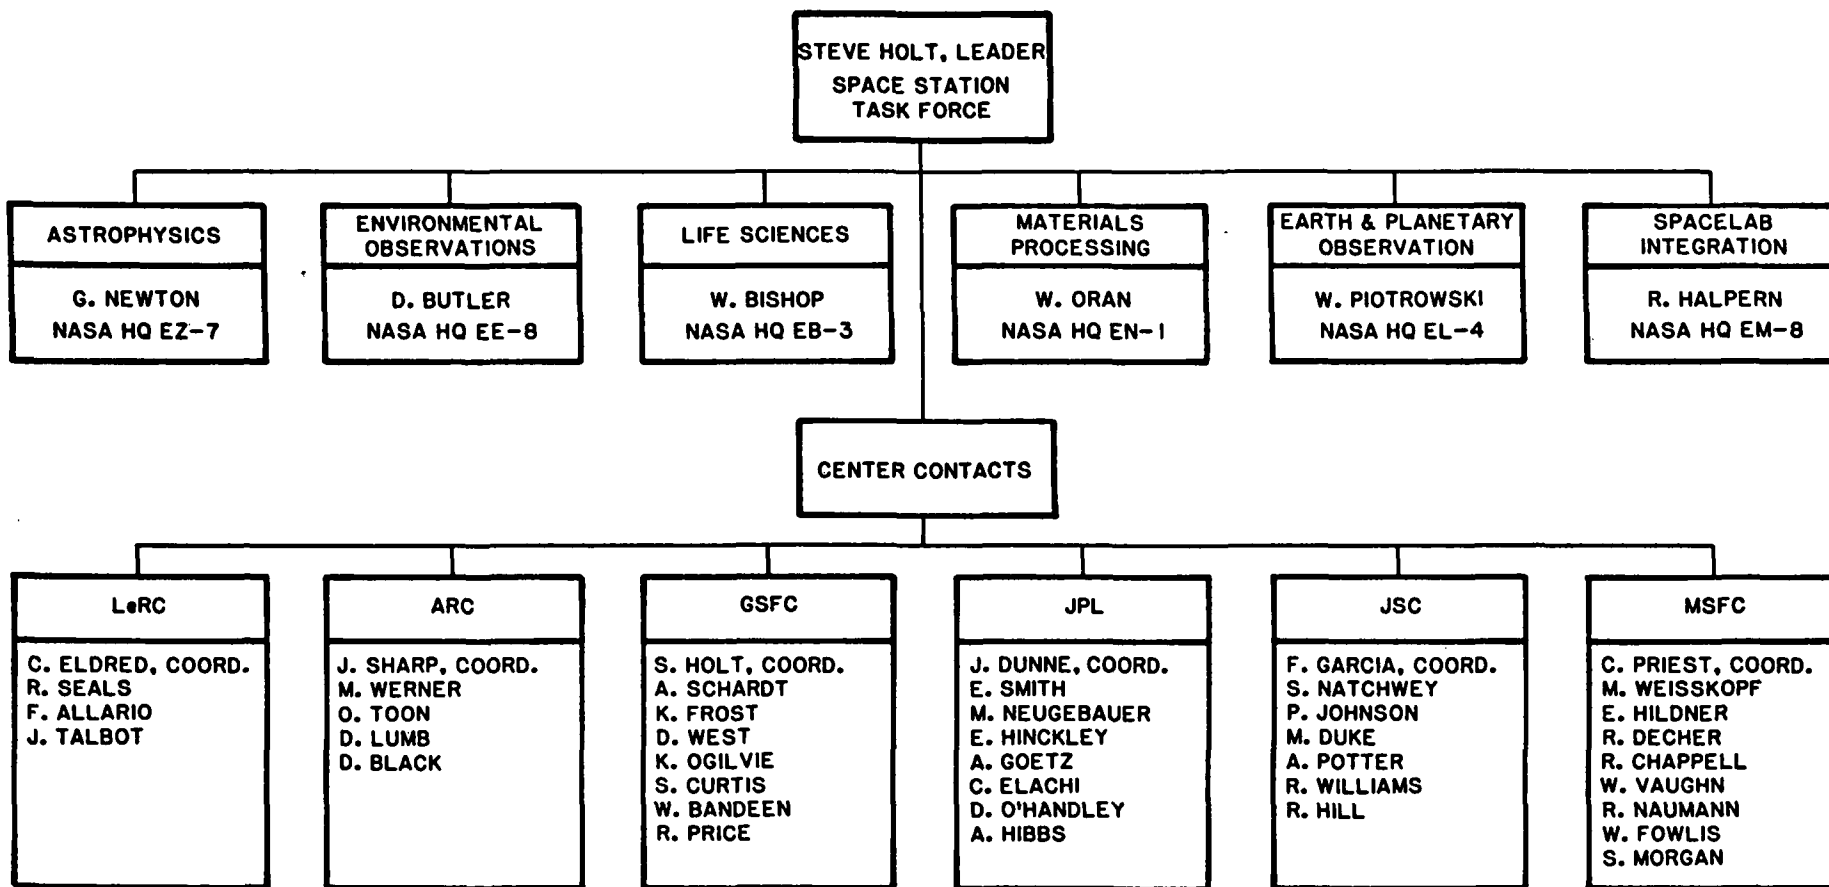 STEVE HOLT, LEADER
SPACE STATION
TASK FORCE
ASTROPHYSICS
G. NEWTON
NASA HQ EZ-7
ENVIRONMENTAL
OBSERVATIONS
D. BUTLER
NASA HQ EE-8
LIFE SCIENCES
W. BISHOP
NASA HQ EB-3
MATERIALS
PROCESSING
W. ORAN
NASA HQ EN-1
EARTH & PLANETARY
OBSERVATION
W. PIOTROWSKI
NASA HQ EL-4
SPACELAB
INTEGRATION
R. HALPERN
NASA HQ EM-8
CENTER CONTACTS
LeRC
C. ELDRED, COORD.
R. SEALS
F. ALLARIO
J. TALBOT
ARC
J. SHARP, COORD.
M. WERNER
O. TOON
D. LUMB
D. BLACK
GSFC
S. HOLT, COORD.
A. SCHARDT
K. FROST
D. WEST
K. OGILVIE
S. CURTIS
W. BANDEEN
R. PRICE
JPL
J. DUNNE, COORD.
E. SMITH
M. NEUGEBAUER
E. HINCKLEY
A. GOETZ
C. ELACHI
D. O'HANDLEY
A. HIBBS
JSC
F. GARCIA, COORD.
S. NATCHWEY
P. JOHNSON
M. DUKE
A. POTTER
R. WILLIAMS
R. HILL
MSFC
C. PRIEST, COORD.
M. WEISSKOPF
E. HILDNER
R. DECHER
R. CHAPPELL
W. VAUGHN
R. NAUMANN
W. FOWLIS
S. MORGAN